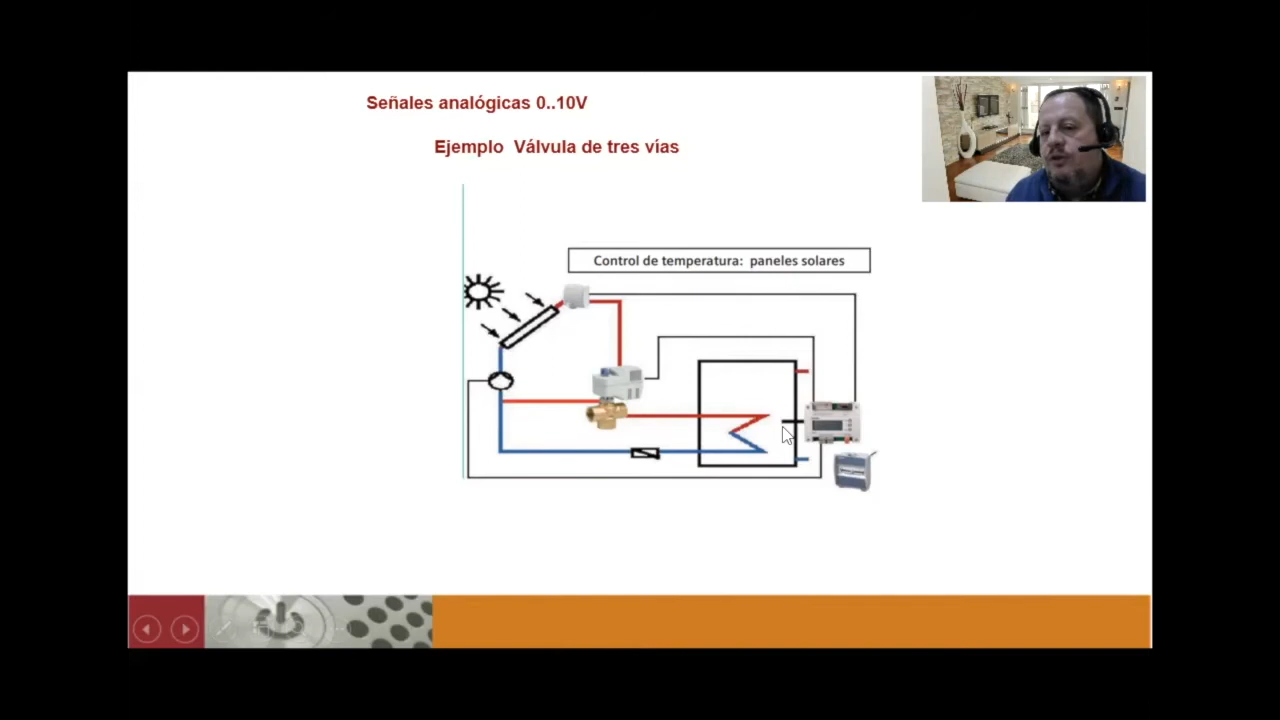 Señales analógicas 0..10V
Ejemplo Válvula de tres vías
Control de temperatura: paneles solares